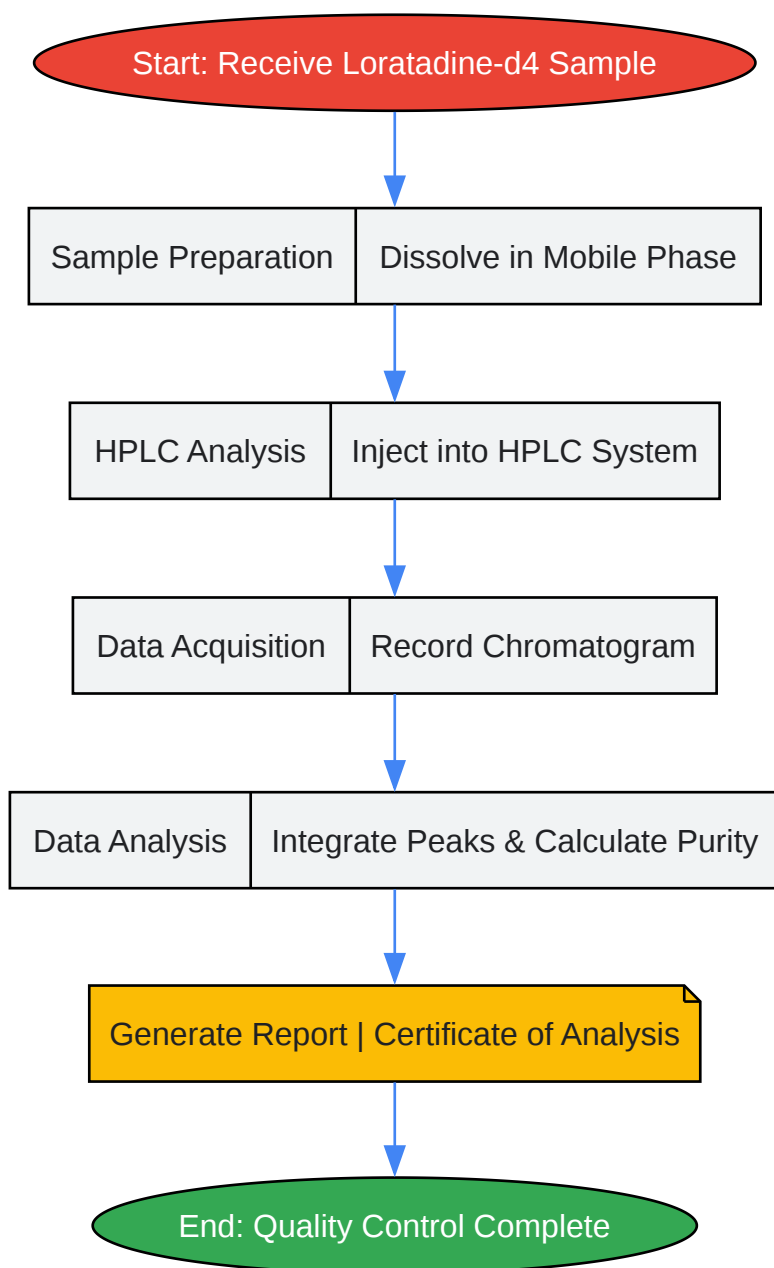 Start: Receive Loratadine-d4 Sample
Sample Preparation Dissolve in Mobile Phase
HPLC Analysis Inject into HPLC System
Data Acquisition Record Chromatogram
Data Analysis Integrate Peaks & Calculate Purity
Generate Report | Certificate of Analysis
End: Quality Control Complete